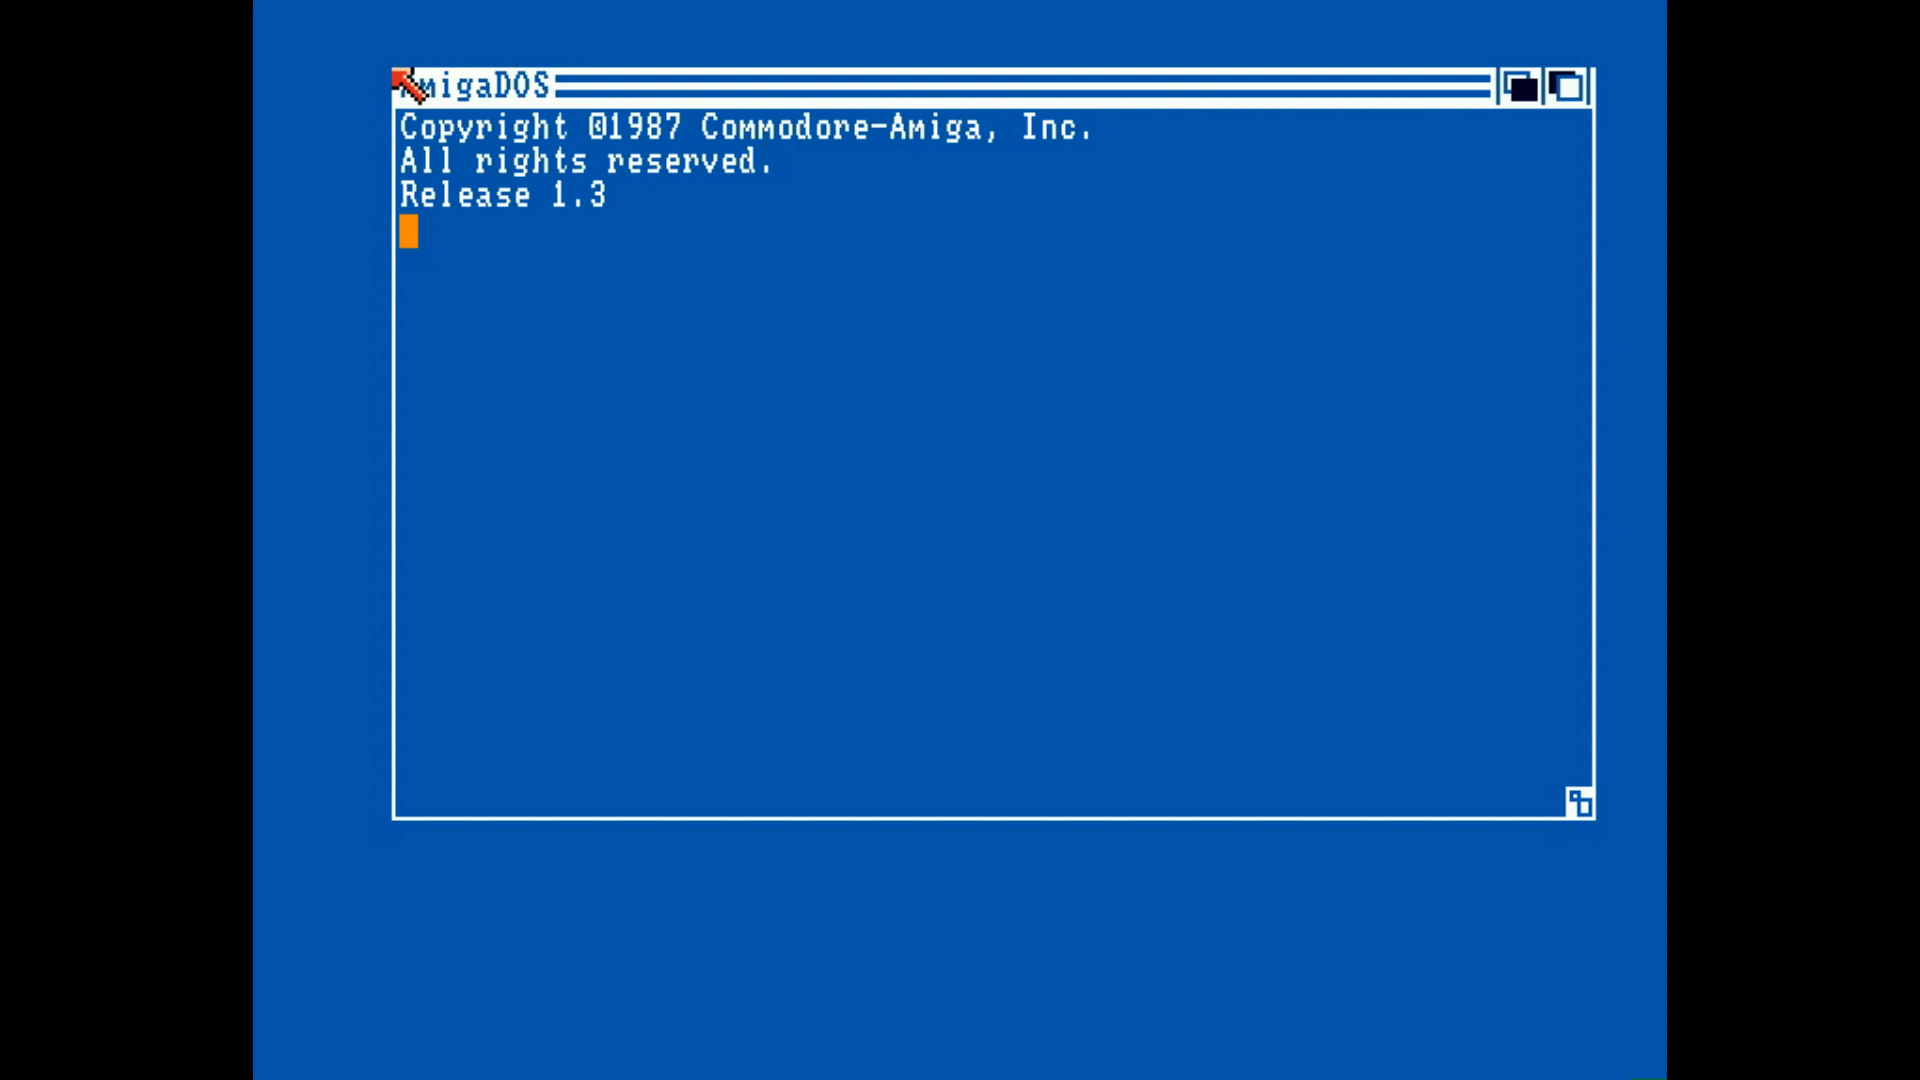 AmigaDOS
Copyright ©1987 Commodore-Amiga, Inc.
All rights reserved.
Release 1.3